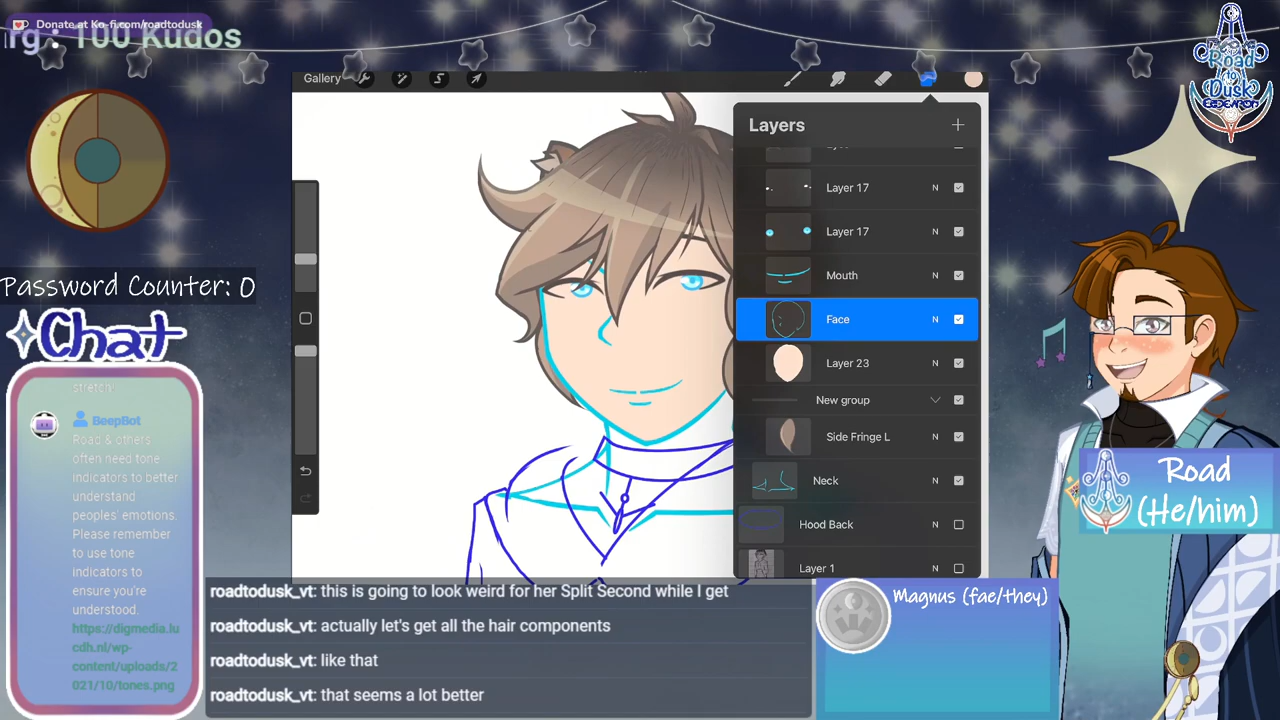 Donate at Ko-fi.com/roadtodusk
rg • 100 Kudos
Road
to
Dusk
Gallery
Layers
Layer 17
N
Layer 17
N
Mouth
N
Face
N
Layer 23
N
New group
Side Fringe L
N
Neck
N
Hood Back
N
Layer 1
N
Password Counter: 0
Chat
stretch.
BeepBot
Road & others
often need tone
indicators to better
understand
peoples' emotions.
Please remember
to use tone
indicators to
ensure you're
understood.
https://digmedia.lu
cdh.nl/wp-
content/uploads/2
021/10/tones.png
roadtodusk_vt: this is going to look weird for her Split Second while I get
roadtodusk_vt: actually let's get all the hair components
roadtodusk_vt: like that
roadtodusk_vt: that seems a lot better
Magnus (fae/they)
Road
(He/him)